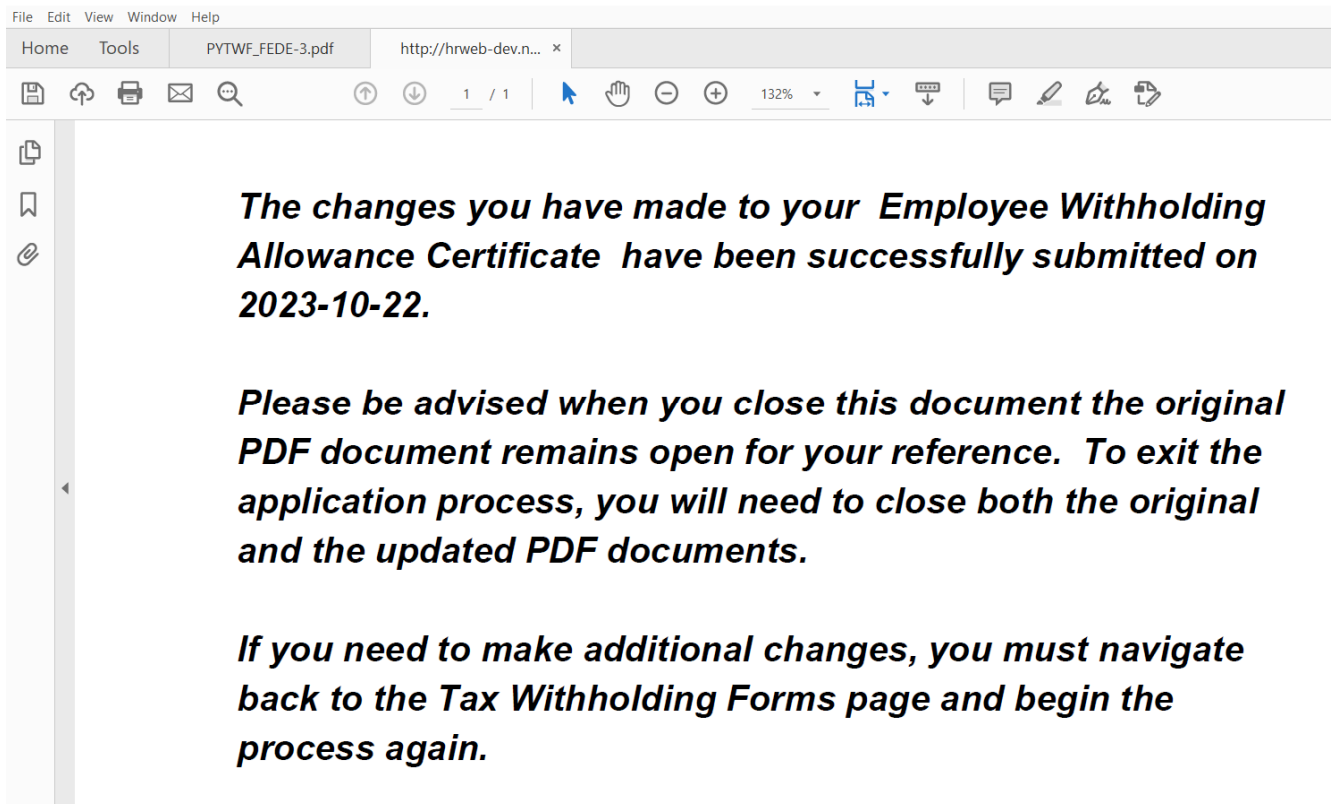 File Edit View Window Help
Home Tools PYTWF_FEDE-3.pdf http://hrweb-dev.n... ×
1 / 1 132%
The changes you have made to your  Employee Withholding
Allowance Certificate  have been successfully submitted on
2023-10-22.
Please be advised when you close this document the original
PDF document remains open for your reference.  To exit the
application process, you will need to close both the original
and the updated PDF documents.
If you need to make additional changes, you must navigate
back to the Tax Withholding Forms page and begin the
process again.